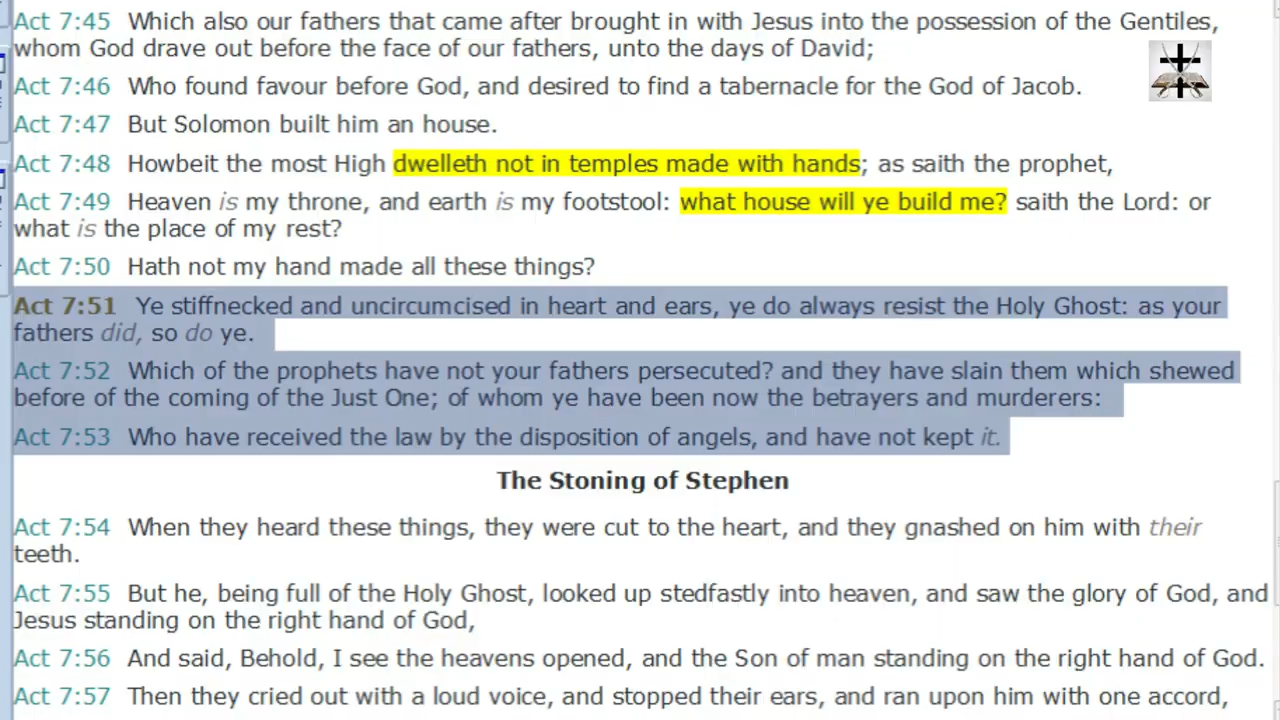 Act 7:45 Which also our fathers that came after brought in with Jesus into the possession of the Gentiles,
whom God drave out before the face of our fathers, unto the days of David;
Act 7:46 Who found favour before God, and desired to find a tabernacle for the God of Jacob.
Act 7:47 But Solomon built him an house.
Act 7:48 Howbeit the most High dwelleth not in temples made with hands; as saith the prophet,
Act 7:49 Heaven is my throne, and earth is my footstool: what house will ye build me? saith the Lord: or
what is the place of my rest?
Act 7:50 Hath not my hand made all these things?
Act 7:51 Ye stiffnecked and uncircumcised in heart and ears, ye do always resist the Holy Ghost: as your
fathers did, so do ye.
Act 7:52 Which of the prophets have not your fathers persecuted? and they have slain them which shewed
before of the coming of the Just One; of whom ye have been now the betrayers and murderers:
Act 7:53 Who have received the law by the disposition of angels, and have not kept it.
The Stoning of Stephen
Act 7:54 When they heard these things, they were cut to the heart, and they gnashed on him with their
teeth.
Act 7:55 But he, being full of the Holy Ghost, looked up stedfastly into heaven, and saw the glory of God, and
Jesus standing on the right hand of God,
Act 7:56 And said, Behold, I see the heavens opened, and the Son of man standing on the right hand of God.
Act 7:57 Then they cried out with a loud voice, and stopped their ears, and ran upon him with one accord,